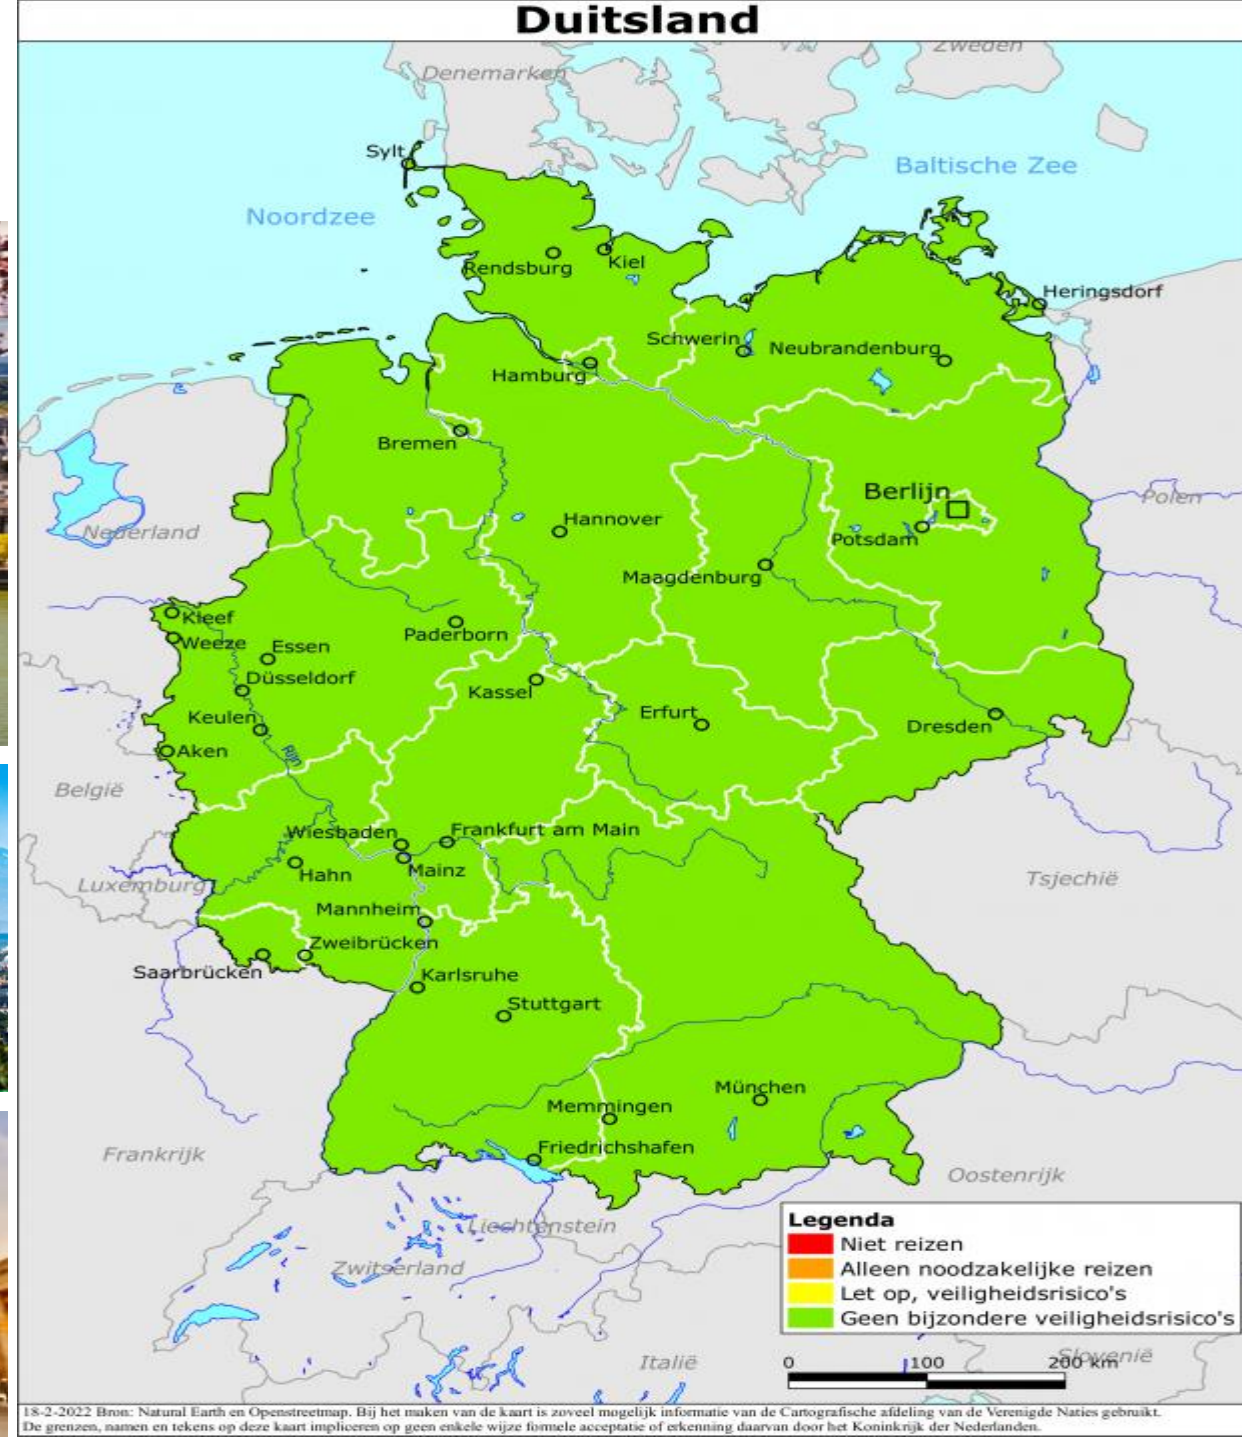 Duitsland
Denemarken
Zweden
Sylt
Baltische Zee
Noordzee
Rendsburg
Kiel
Heringsdorf
Schwerin
Neubrandenburg
Hamburg
Bremen
Berlijn
Polen
Hannover
Nederland
Potsdam
Maagdenburg
Kleef
Paderborn
Weeze
Essen
Düsseldorf
Kassel
Keulen
Erfurt
Dresden
Aken
Rijn
België
Wiesbaden
Frankfurt am Main
Hahn
Mainz
Luxemburg
Tsjechië
Mannheim
Zweibrücken
Saarbrücken
Karlsruhe
Stuttgart
München
Memmingen
Friedrichshafen
Frankrijk
Oostenrijk
Liechtenstein
Zwitserland
Legenda
Niet reizen
Alleen noodzakelijke reizen
Let op, veiligheidsrisico's
Geen bijzondere veiligheidsrisico's
Italië
Slovenië
0 100 200 km
18-2-2022 Bron: Natural Earth en Openstreetmap. Bij het maken van de kaart is zoveel mogelijk informatie van de Cartografische afdeling van de Verenigde Naties gebruikt.
De grenzen, namen en tekens op deze kaart impliceren op geen enkele wijze formele acceptatie of erkenning daarvan door het Koninkrijk der Nederlanden.